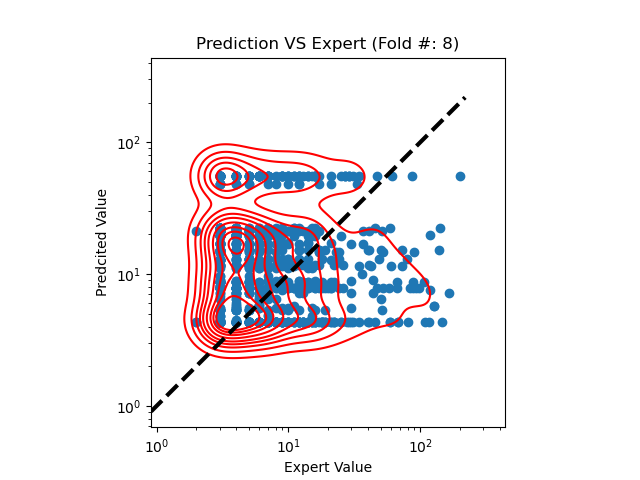 Prediction VS Expert (Fold #: 8)
Predcited Value
10²
10¹
10⁰
10⁰ 10¹ 10²
Expert Value